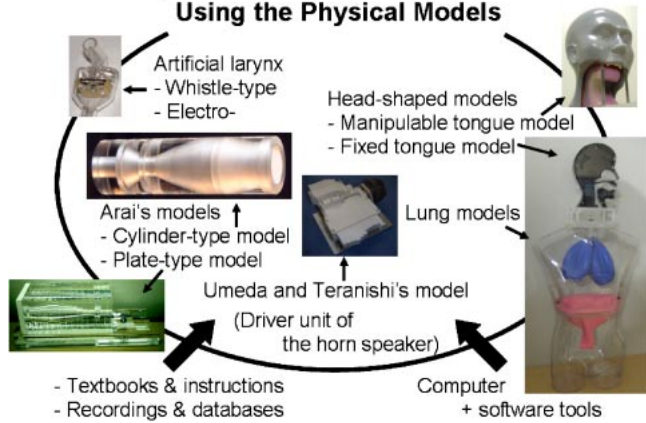 Using the Physical Models
Artificial larynx
- Whistle-type
- Electro-
Head-shaped models
- Manipulable tongue model
- Fixed tongue model
Arai's models
- Cylinder-type model
- Plate-type model
Lung models
Umeda and Teranishi's model
(Driver unit of
the horn speaker)
- Textbooks & instructions
- Recordings & databases
Computer
+ software tools